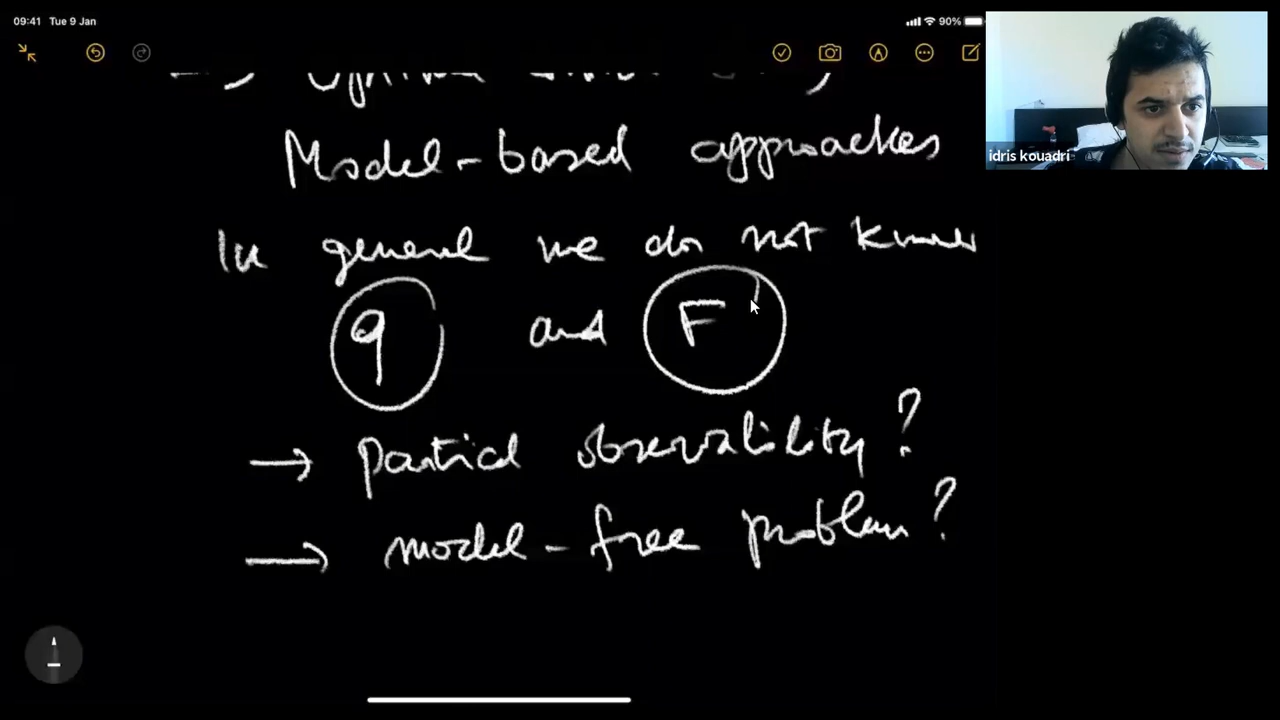 09:41 Tue 9 Jan
90%
Model-based approaches
idris kouadri
In general we do not know
q and F
→ partial observability?
→ model-free problem?